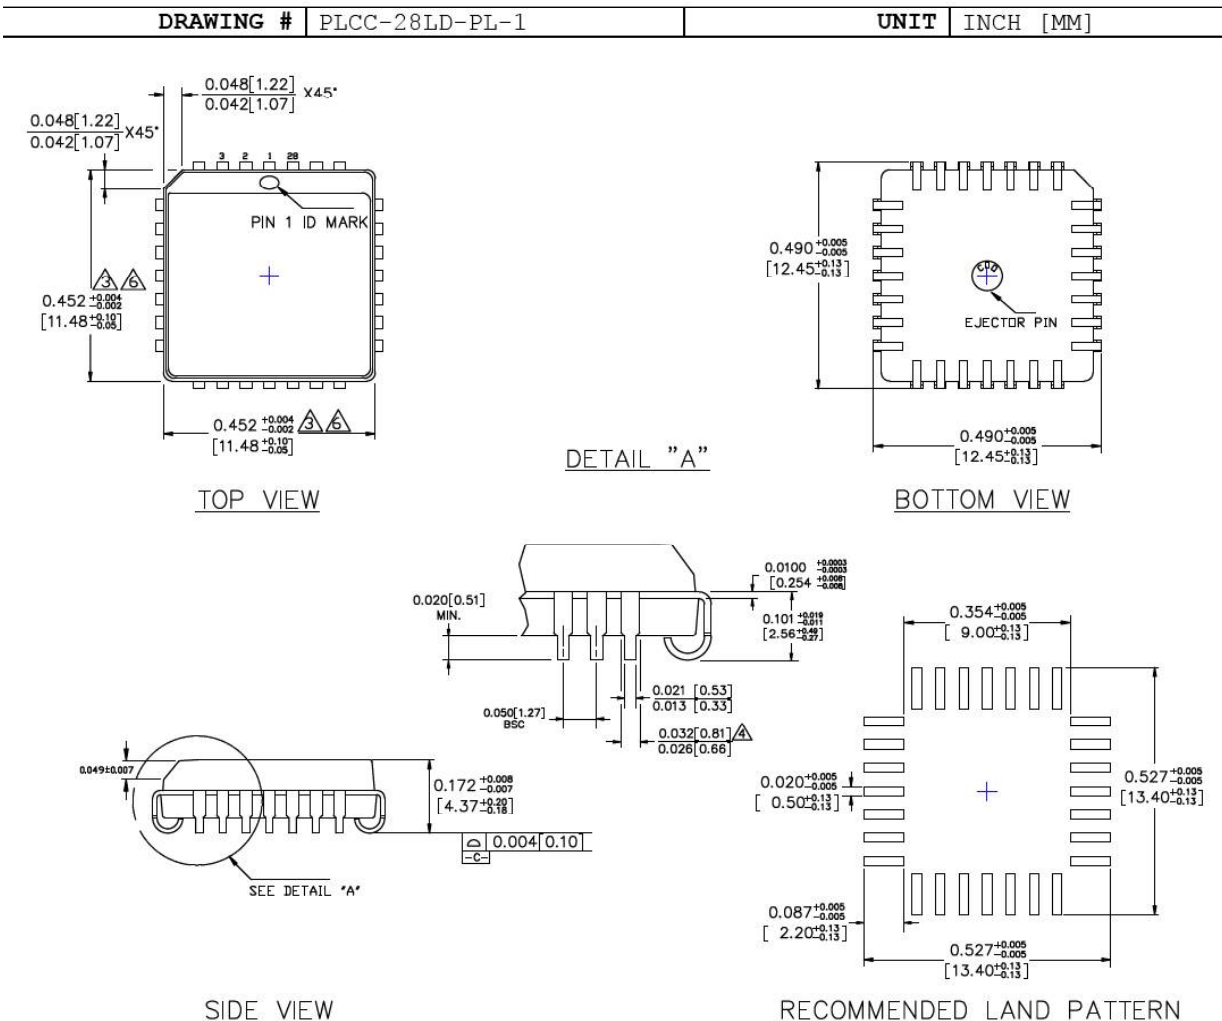 DRAWING # PLCC-28LD-PL-1 UNIT INCH [MM]
0.048[1.22]
0.042[1.07] X45°
0.048[1.22]
0.042[1.07] X45°
3 2 1 28
PIN 1 ID MARK
3 6
0.452 +0.004 -0.002
[11.48 +0.10 -0.05]
0.452 +0.004 -0.002 3 6
[11.48 +0.10 -0.05]
TOP VIEW
DETAIL "A"
0.490 +0.005 -0.005
[12.45 +0.13 -0.13]
EJECTOR PIN
0.490 +0.005 -0.005
[12.45 +0.13 -0.13]
BOTTOM VIEW
0.020[0.51]
MIN.
0.0100 +0.0003 -0.0003
[0.254 +0.008 -0.008]
0.101 +0.019 -0.011
[2.56 +0.49 -0.27]
0.021 [0.53]
0.013 [0.33]
0.050[1.27]
BSC
0.032[0.81] 4
0.026[0.66]
0.049±0.007
0.172 +0.008 -0.007
[4.37 +0.20 -0.18]
0.004 0.10
-C-
SEE DETAIL "A"
SIDE VIEW
0.354 +0.005 -0.005
[ 9.00 +0.13 -0.13]
0.020 +0.005 -0.005
[ 0.50 +0.13 -0.13]
0.527 +0.005 -0.005
[13.40 +0.13 -0.13]
0.087 +0.005 -0.005
[ 2.20 +0.13 -0.13]
0.527 +0.005 -0.005
[13.40 +0.13 -0.13]
RECOMMENDED LAND PATTERN